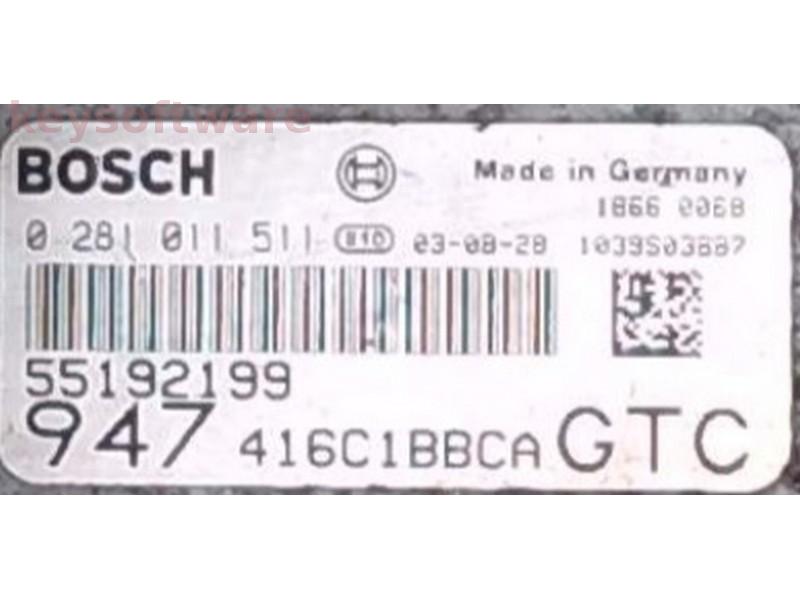 keysoftware
BOSCH
Made in Germany
1866 0068
0 281 011 511 810 03-08-28 1039S03887
55192199
947 416C1BBCA GTC